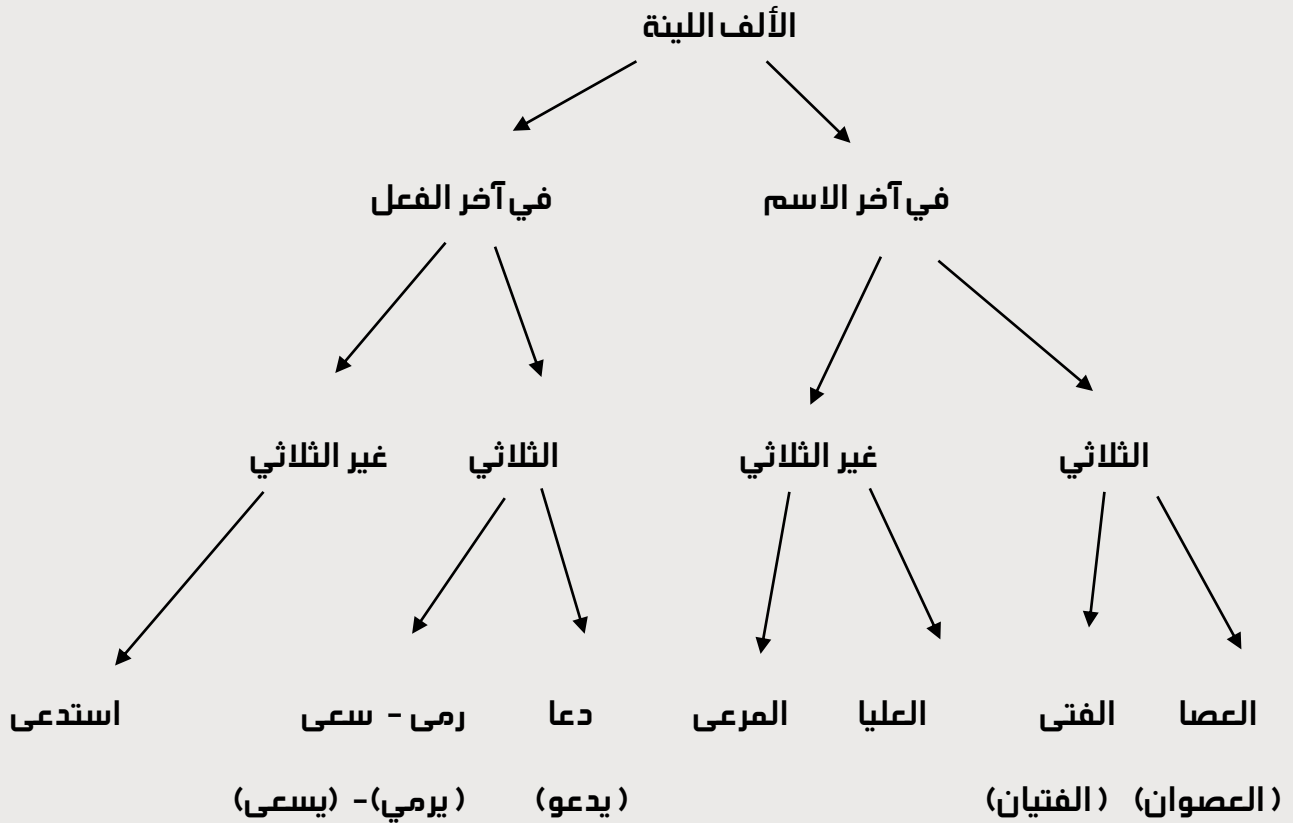 الألف اللينة
في آخر الاسم
في آخر الفعل
الثلاثي
غير الثلاثي
الثلاثي
غير الثلاثي
العصا
الفتى
العليا
المرعى
دعا
رمى - سعى
استدعى
(العصوان)
(الفتيان)
(يدعو)
(يرمي) - (يسعى)